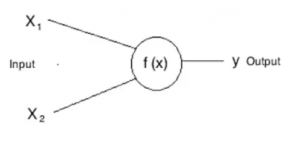 X1
Input
f (x)
y Output
X2